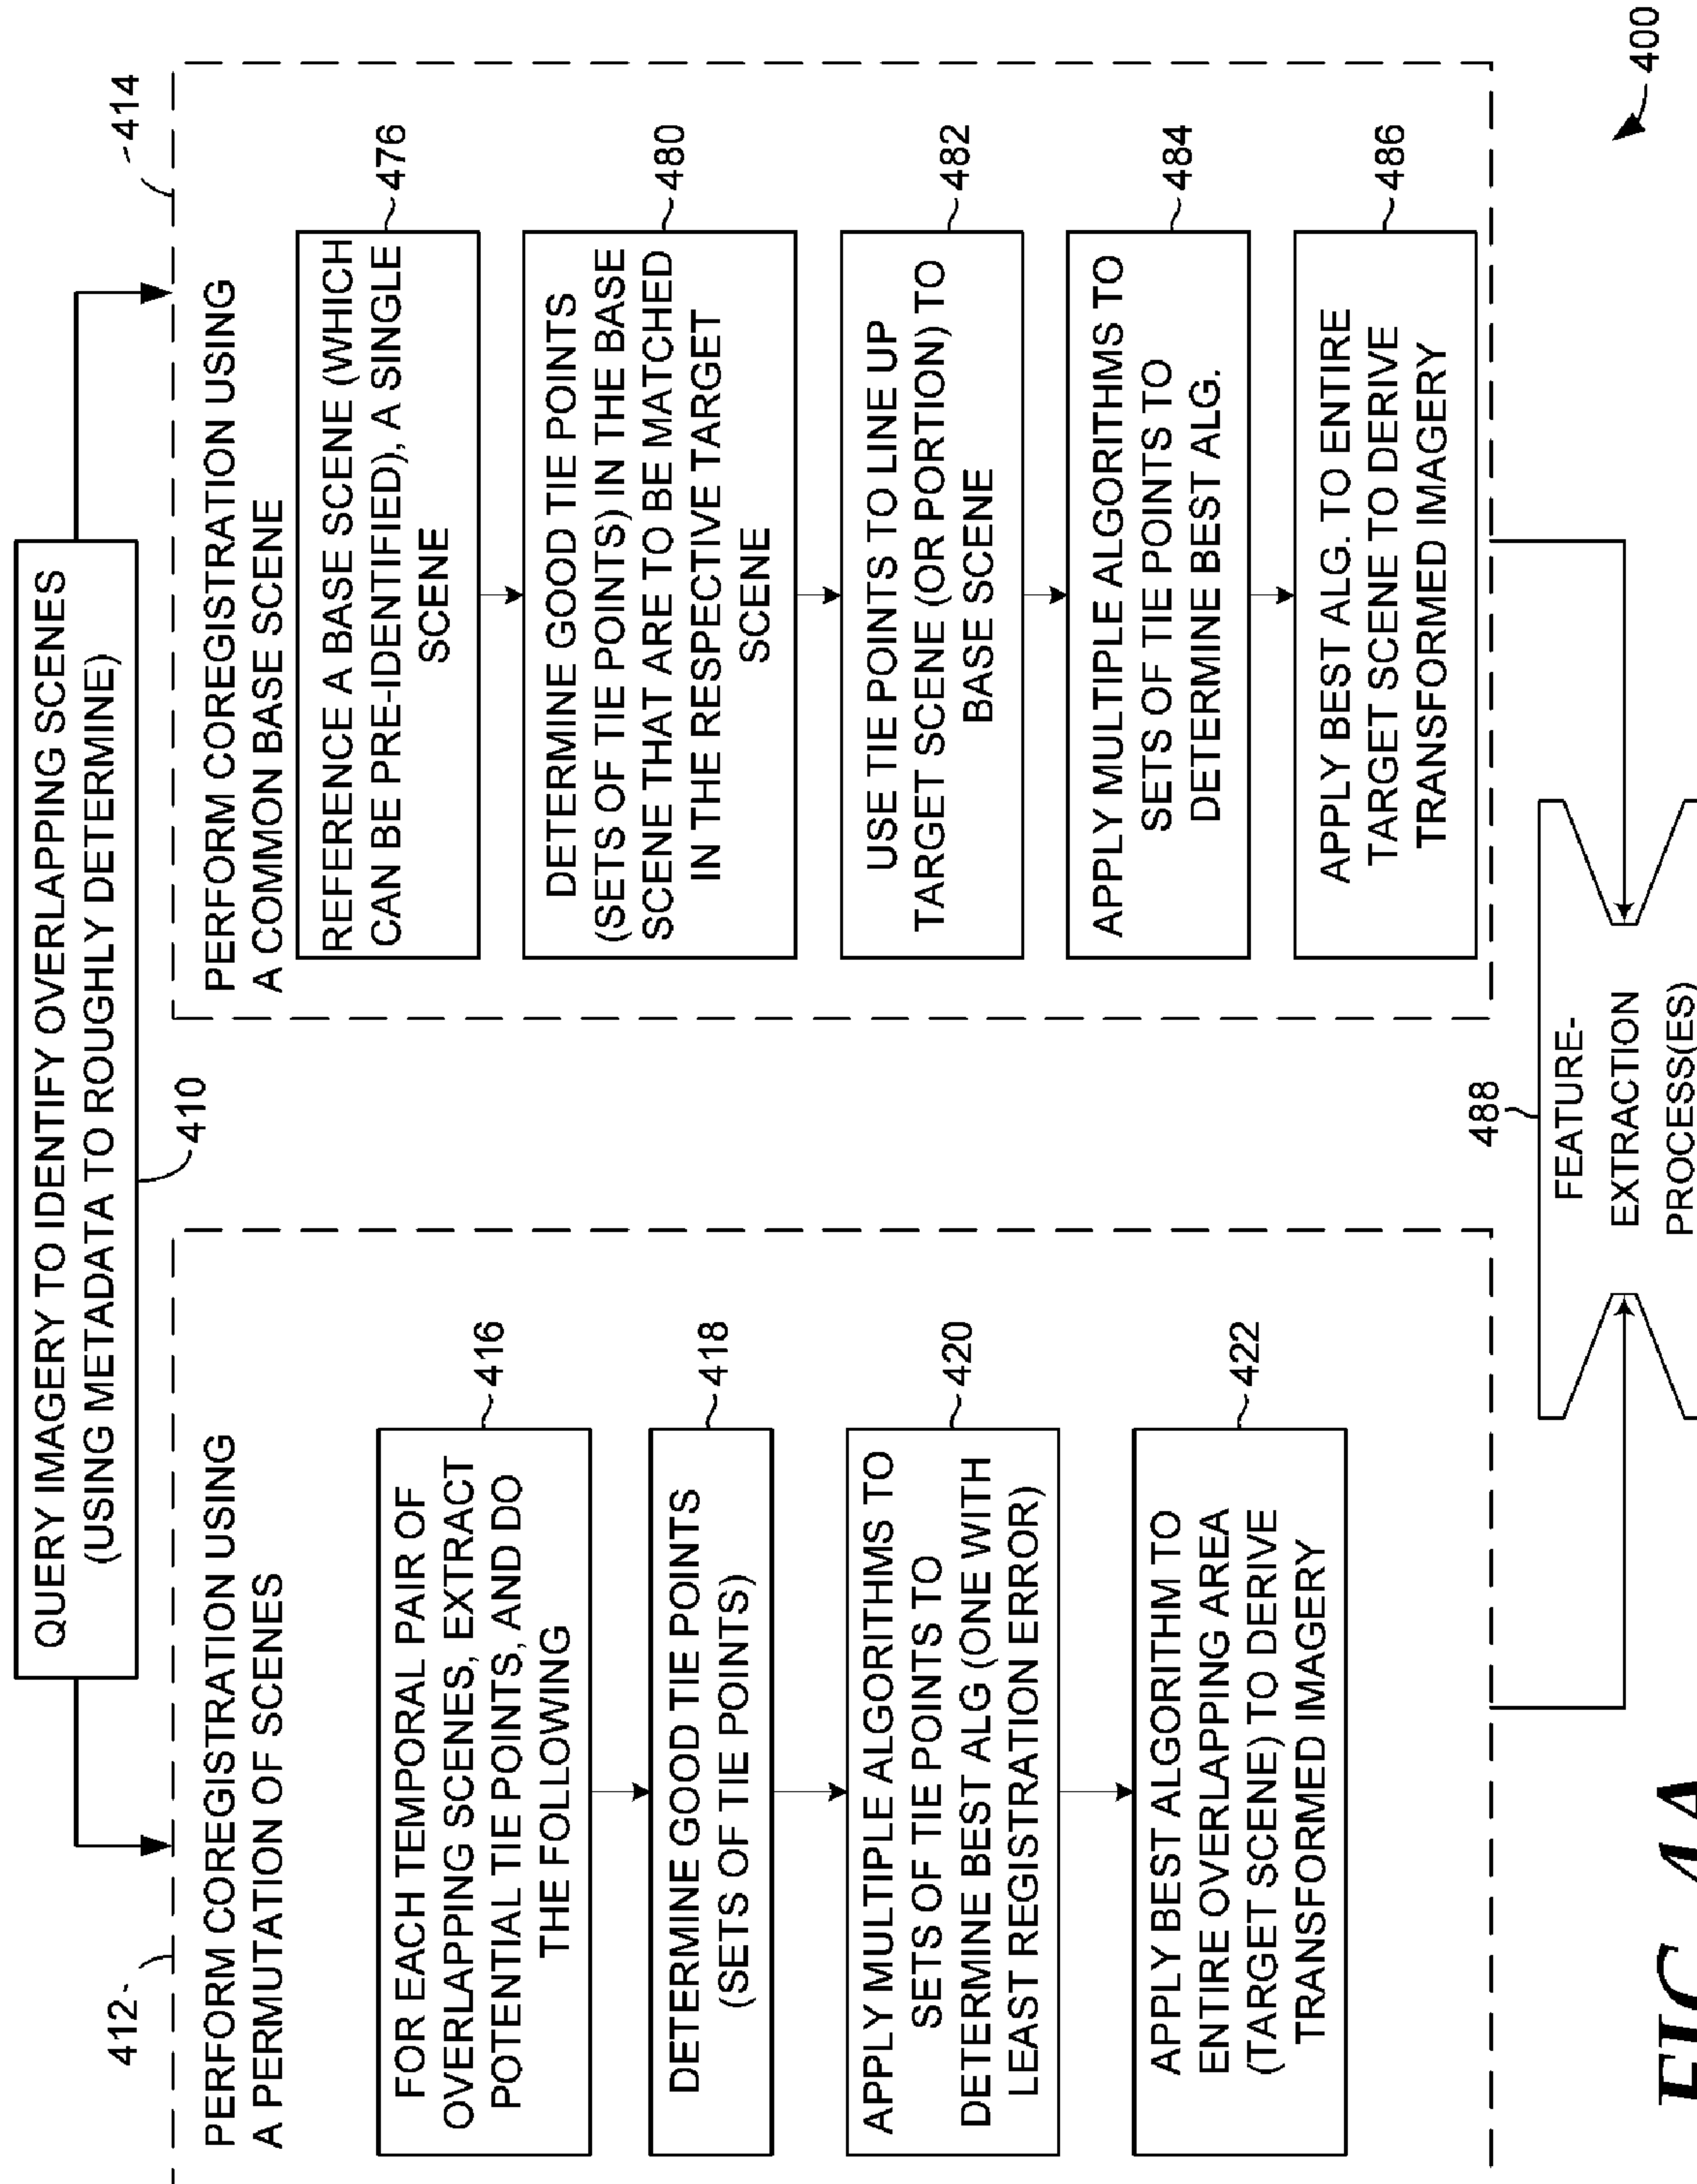 QUERY IMAGERY TO IDENTIFY OVERLAPPING SCENES
(USING METADATA TO ROUGHLY DETERMINE)
410
412
PERFORM COREGISTRATION USING
A PERMUTATION OF SCENES
FOR EACH TEMPORAL PAIR OF
OVERLAPPING SCENES, EXTRACT
POTENTIAL TIE POINTS, AND DO
THE FOLLOWING
416
DETERMINE GOOD TIE POINTS
(SETS OF TIE POINTS)
418
APPLY MULTIPLE ALGORITHMS TO
SETS OF TIE POINTS TO
DETERMINE BEST ALG (ONE WITH
LEAST REGISTRATION ERROR)
420
APPLY BEST ALGORITHM TO
ENTIRE OVERLAPPING AREA
(TARGET SCENE) TO DERIVE
TRANSFORMED IMAGERY
422
414
PERFORM COREGISTRATION USING
A COMMON BASE SCENE
REFERENCE A BASE SCENE (WHICH
CAN BE PRE-IDENTIFIED), A SINGLE
SCENE
476
DETERMINE GOOD TIE POINTS
(SETS OF TIE POINTS) IN THE BASE
SCENE THAT ARE TO BE MATCHED
IN THE RESPECTIVE TARGET
SCENE
480
USE TIE POINTS TO LINE UP
TARGET SCENE (OR PORTION) TO
BASE SCENE
482
APPLY MULTIPLE ALGORITHMS TO
SETS OF TIE POINTS TO
DETERMINE BEST ALG.
484
APPLY BEST ALG. TO ENTIRE
TARGET SCENE TO DERIVE
TRANSFORMED IMAGERY
486
488
FEATURE-
EXTRACTION
PROCESS(ES)
400
FIG. 4A